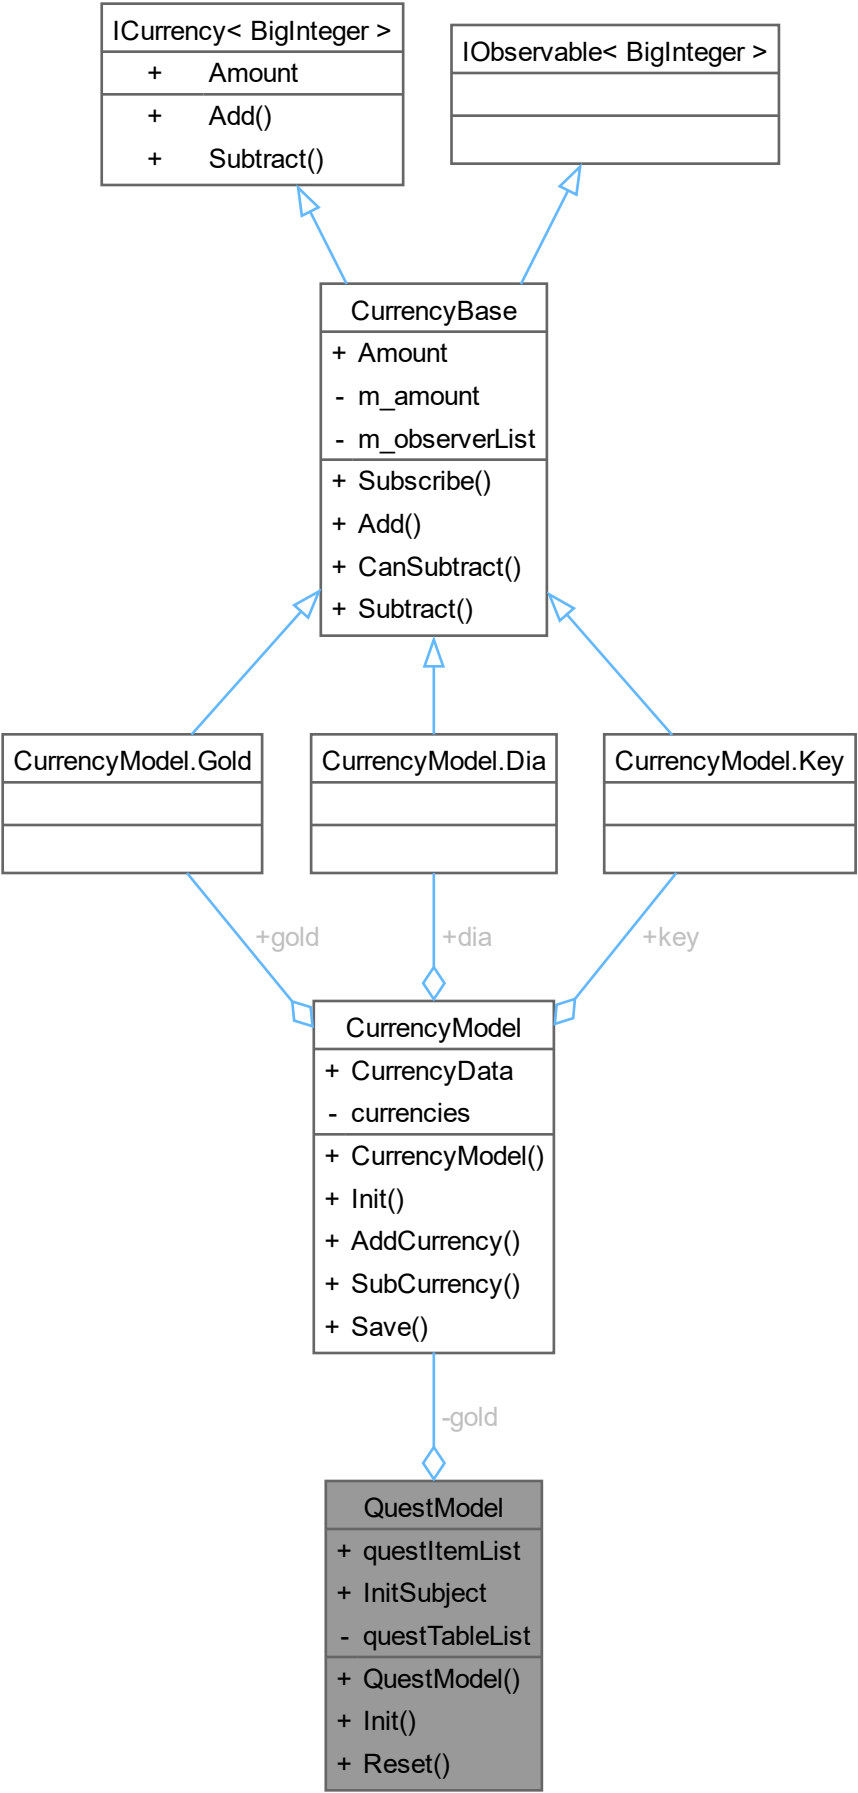 ICurrency< BigInteger >
+ Amount
+ Add()
+ Subtract()
IObservable< BigInteger >
CurrencyBase
+ Amount
- m_amount
- m_observerList
+ Subscribe()
+ Add()
+ CanSubtract()
+ Subtract()
CurrencyModel.Gold
CurrencyModel.Dia
CurrencyModel.Key
+gold
+dia
+key
CurrencyModel
+ CurrencyData
- currencies
+ CurrencyModel()
+ Init()
+ AddCurrency()
+ SubCurrency()
+ Save()
-gold
QuestModel
+ questItemList
+ InitSubject
- questTableList
+ QuestModel()
+ Init()
+ Reset()